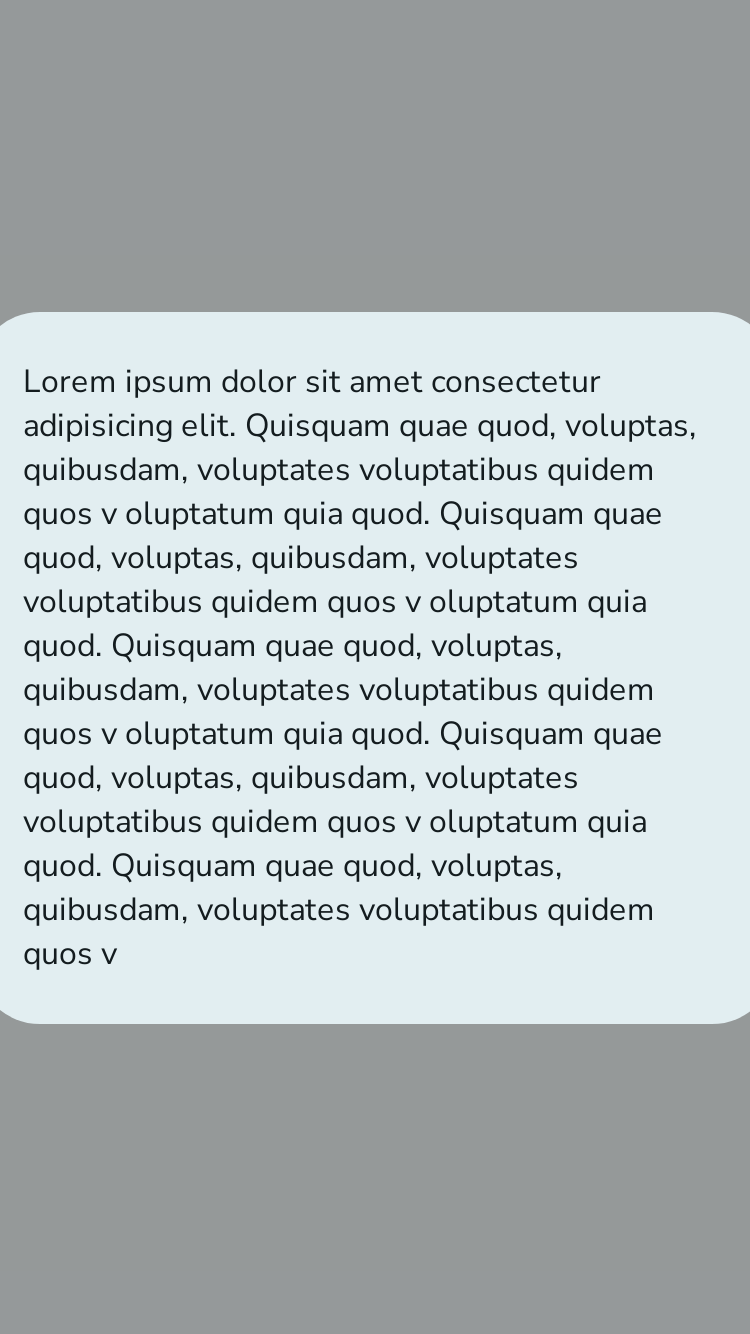 Lorem ipsum dolor sit amet consectetur
adipisicing elit. Quisquam quae quod, voluptas,
quibusdam, voluptates voluptatibus quidem
quos v oluptatum quia quod. Quisquam quae
quod, voluptas, quibusdam, voluptates
voluptatibus quidem quos v oluptatum quia
quod. Quisquam quae quod, voluptas,
quibusdam, voluptates voluptatibus quidem
quos v oluptatum quia quod. Quisquam quae
quod, voluptas, quibusdam, voluptates
voluptatibus quidem quos v oluptatum quia
quod. Quisquam quae quod, voluptas,
quibusdam, voluptates voluptatibus quidem
quos v